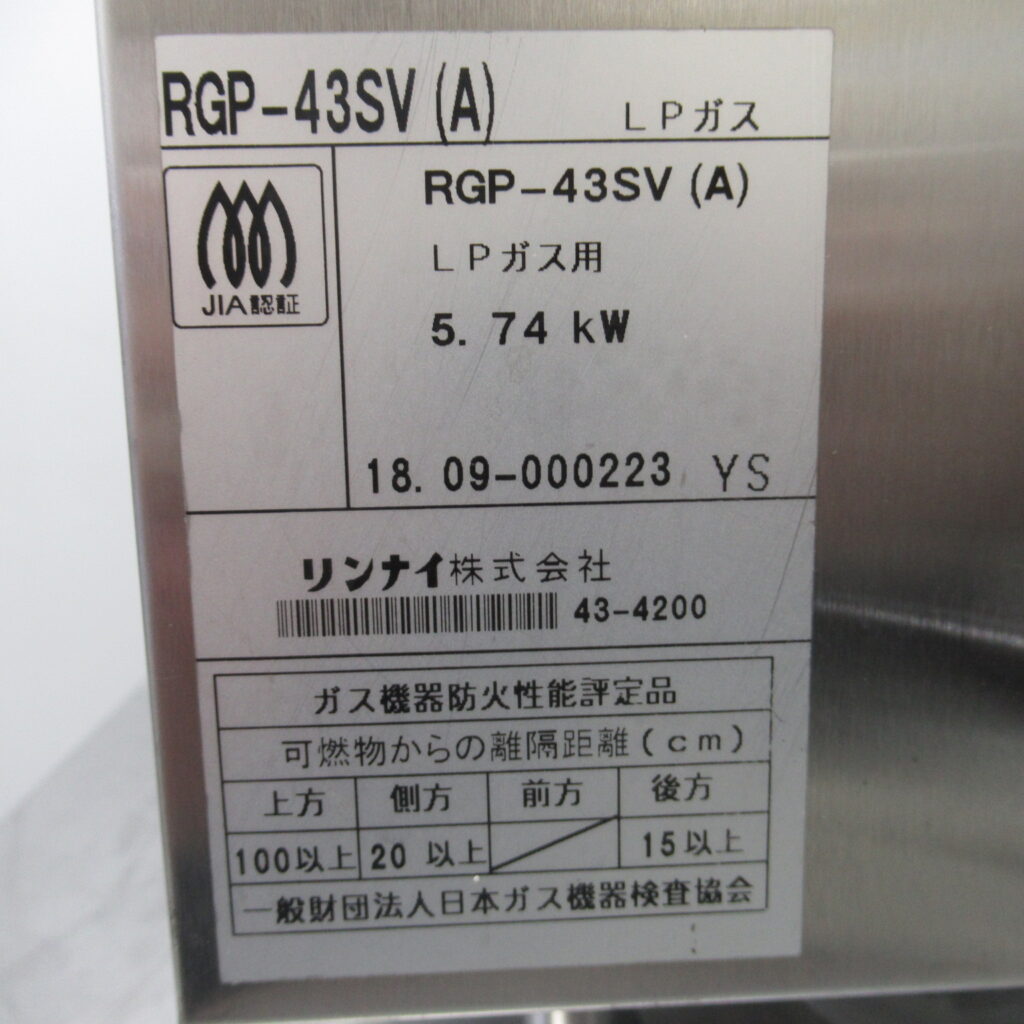 RGP-43SV (A) LPガス
JIA認証
RGP-43SV (A)
LPガス用
5.74 kW
18.09-000223 YS
リンナイ株式会社
43-4200
ガス機器防火性能評定品
可燃物からの離隔距離(cm)
上方 側方 前方 後方
100以上 20 以上 15以上
一般財団法人日本ガス機器検査協会